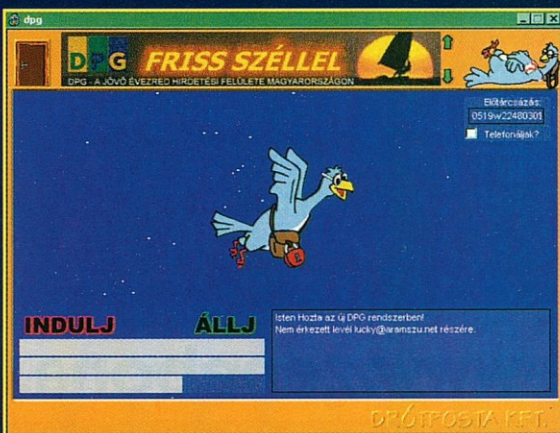 dpg
DPG FRISS SZÉLLEL
DPG - A JÖVŐ ÉVEZRED HIRDETÉSI FELÜLETE MAGYARORSZÁGON
Előtárcsázás:
0519w22480301
Telefonáljak?
INDULJ ÁLLJ
Isten Hozta az új DPG rendszerben!
Nem érkezett levél lucky@aramszu.net részére.
DRÓTPOSTA KFT.